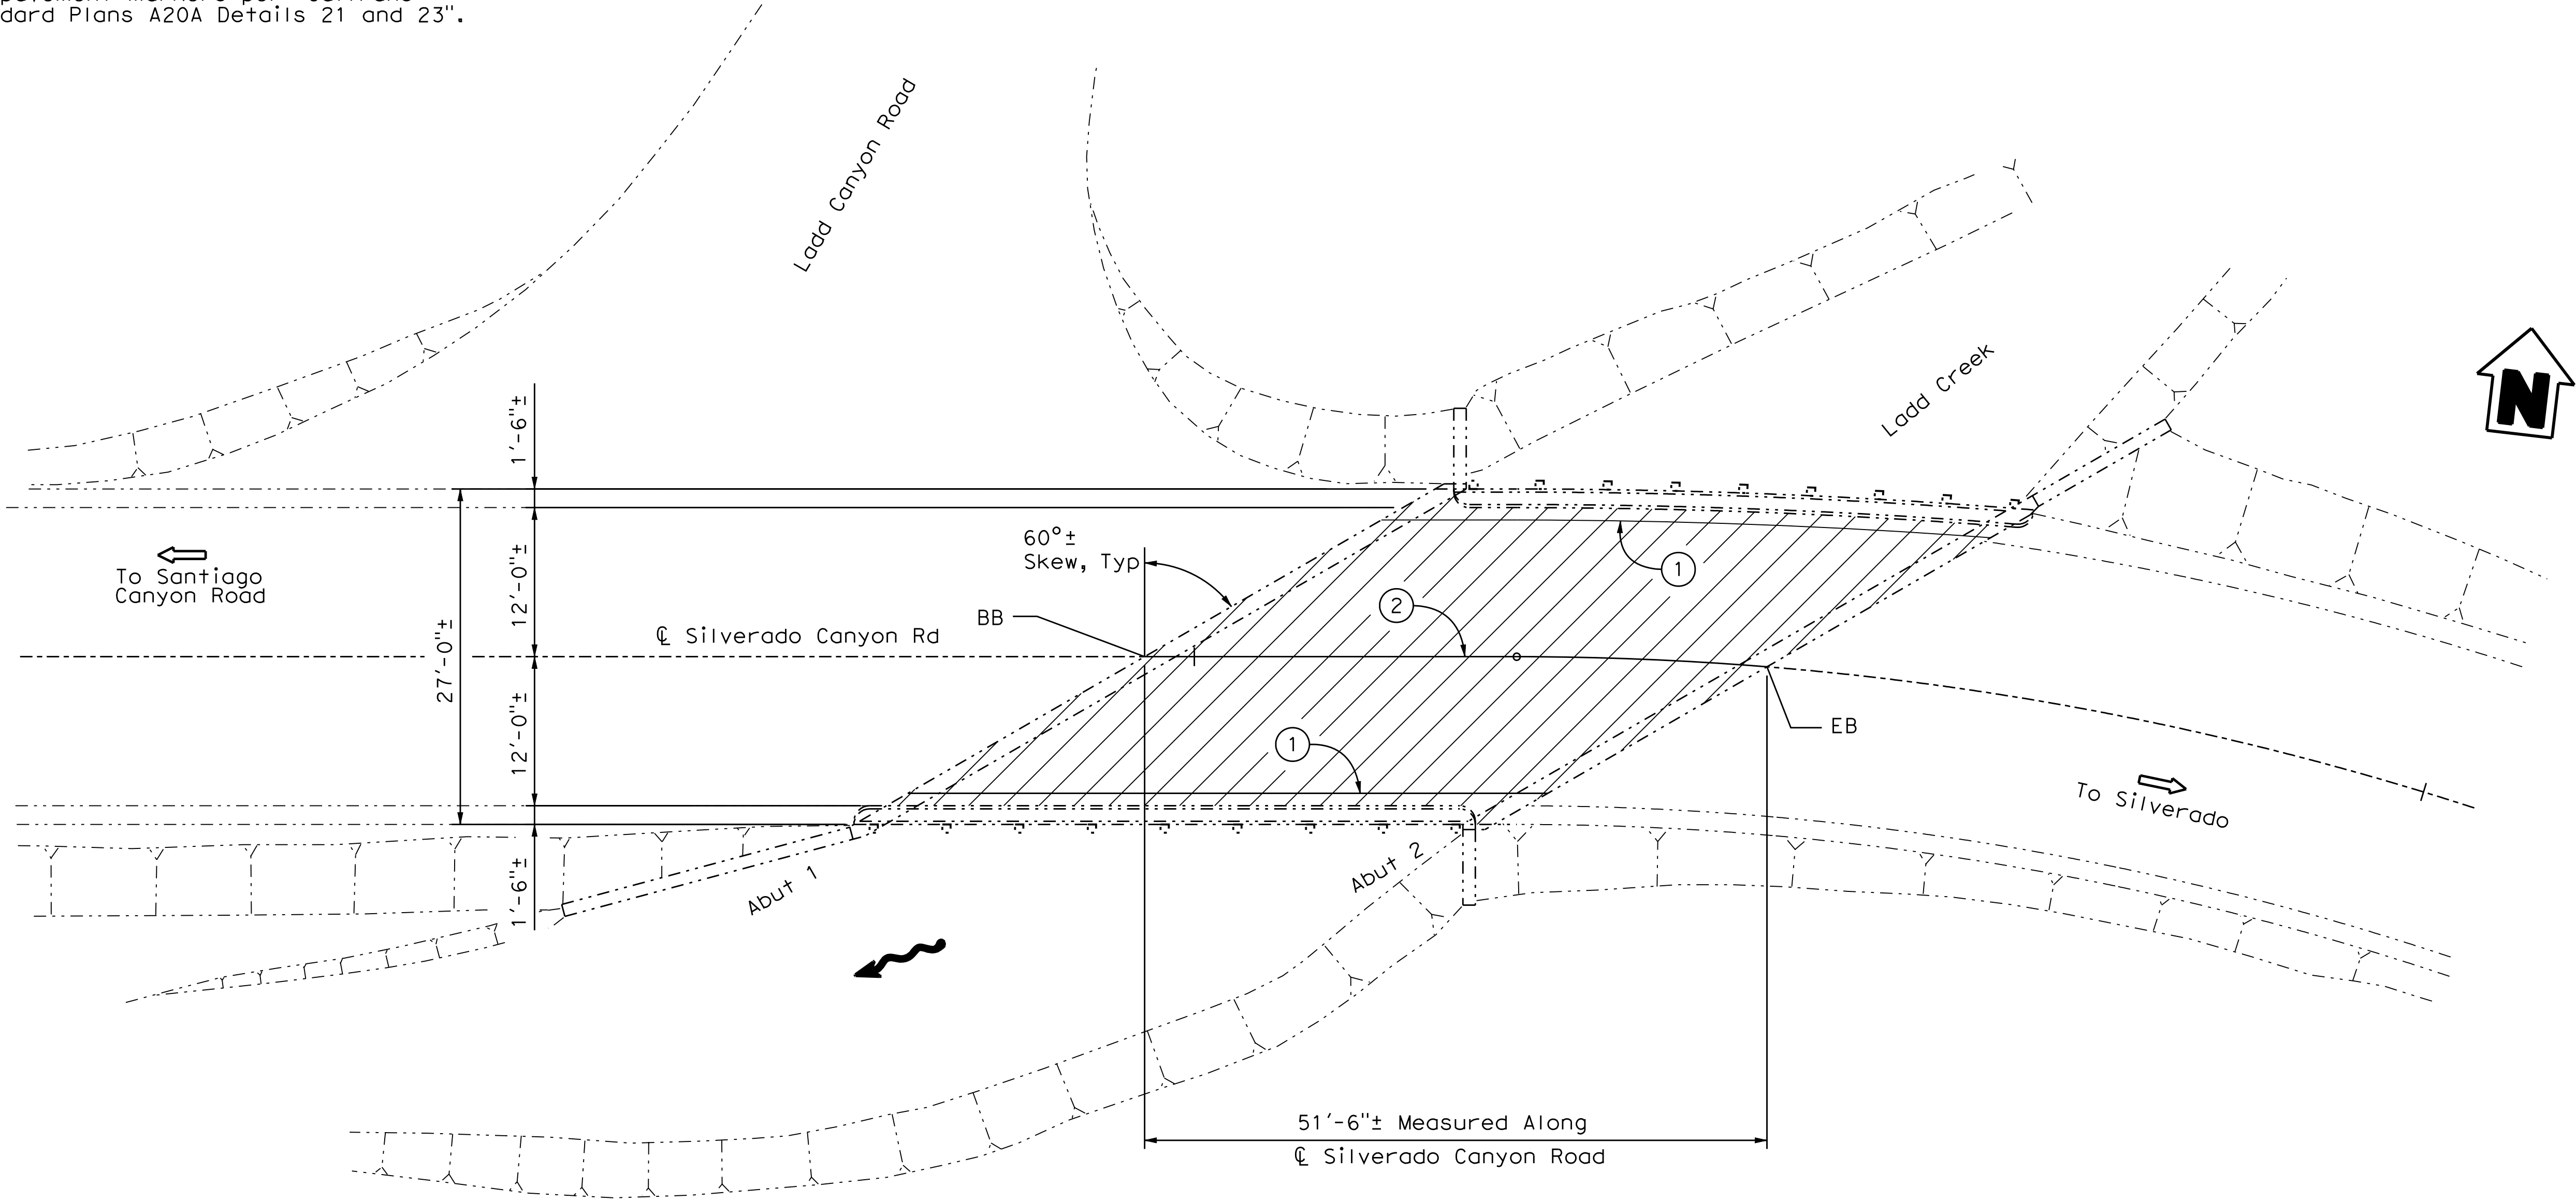 dard Plans A20A Details 21 and 23".
Ladd Canyon Road
Ladd Creek
N
1'-6"±
12'-0"±
27'-0"±
12'-0"±
1'-6"±
To Santiago
Canyon Road
60°±
Skew, Typ
BB
℄ Silverado Canyon Rd
1
2
1
EB
To Silverado
Abut 1
Abut 2
51'-6"± Measured Along
℄ Silverado Canyon Road